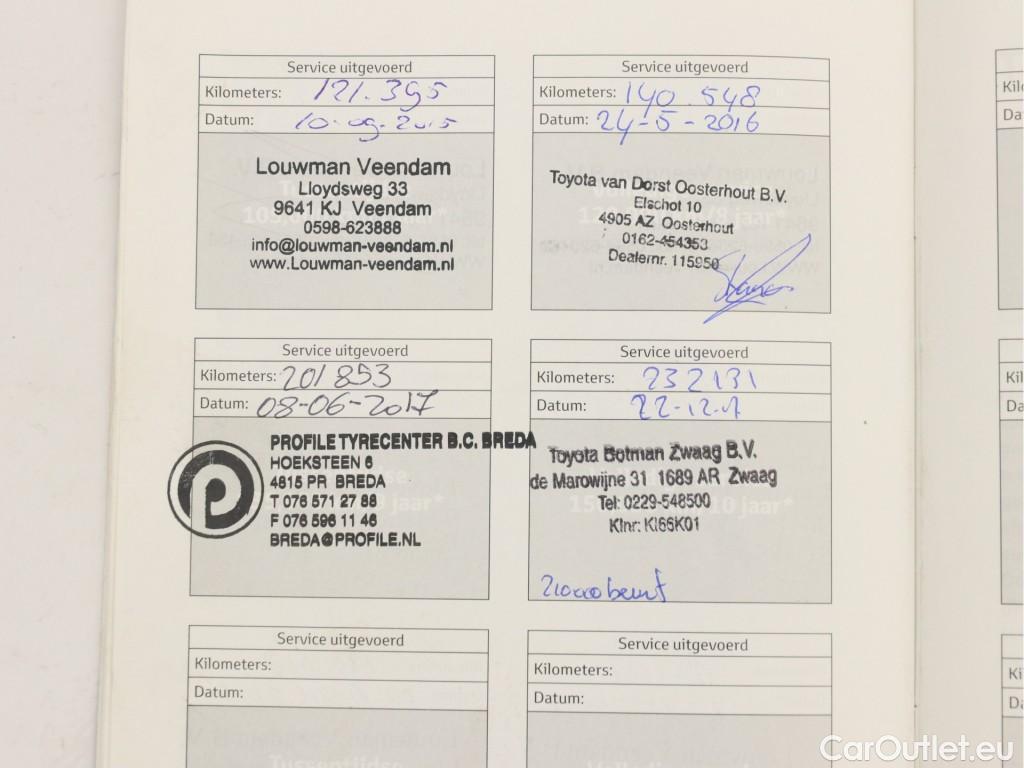 Service uitgevoerd
Kilometers: 121.395
Datum: 10-09-2015
Louwman Veendam
Lloydsweg 33
9641 KJ Veendam
0598-623888
info@louwman-veendam.nl
www.Louwman-veendam.nl
Service uitgevoerd
Kilometers: 140.548
Datum: 24-5-2016
Toyota van Dorst Oosterhout B.V.
Elschot 10
4905 AZ Oosterhout
0162-454353
Dealernr. 115950
Service uitgevoerd
Kilometers: 201853
Datum: 08-06-2017
PROFILE TYRECENTER B.C. BREDA
HOEKSTEEN 6
4815 PR BREDA
T 076 571 27 88
F 076 596 11 46
BREDA@PROFILE.NL
Service uitgevoerd
Kilometers: 232131
Datum: 22-12-17
Toyota Botman Zwaag B.V.
de Marowijne 31 1689 AR Zwaag
Tel: 0229-548500
Klnr: KI66K01
210000 beurt
Service uitgevoerd
Kilometers:
Datum:
Service uitgevoerd
Kilometers:
Datum:
CarOutlet.eu